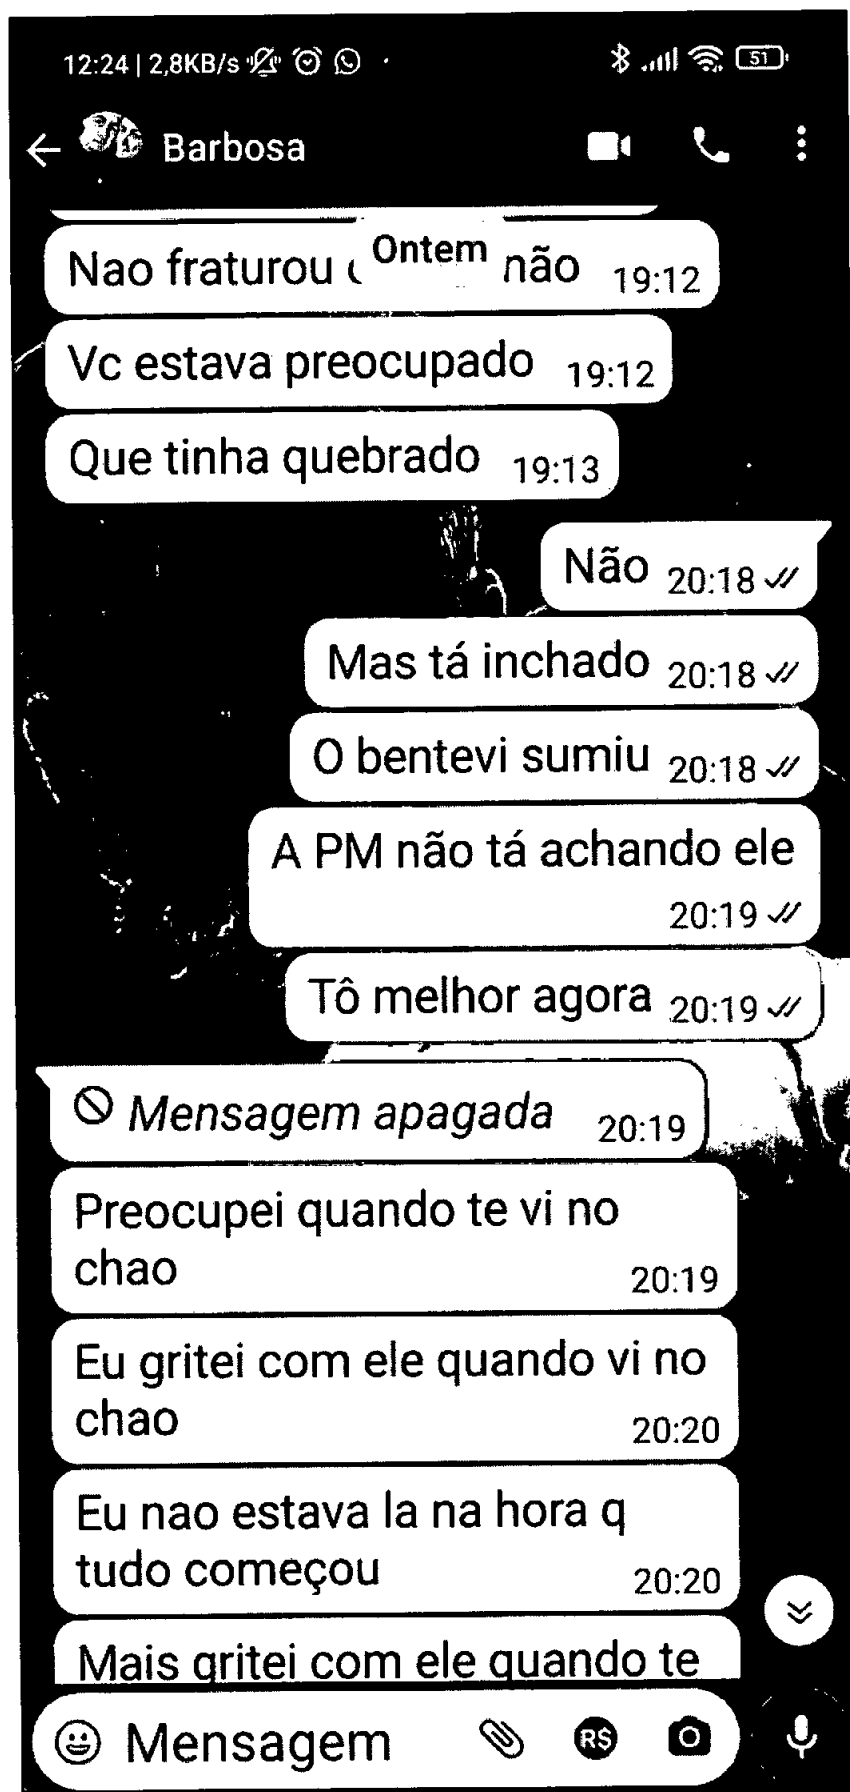 12:24 | 2,8KB/s
51
Barbosa
Ontem
Nao fraturou não 19:12
Vc estava preocupado 19:12
Que tinha quebrado 19:13
Não 20:18
Mas tá inchado 20:18
O bentevi sumiu 20:18
A PM não tá achando ele
20:19
Tô melhor agora 20:19
Mensagem apagada 20:19
Preocupei quando te vi no
chao 20:19
Eu gritei com ele quando vi no
chao 20:20
Eu nao estava la na hora q
tudo começou 20:20
Mais gritei com ele quando te
Mensagem
R$